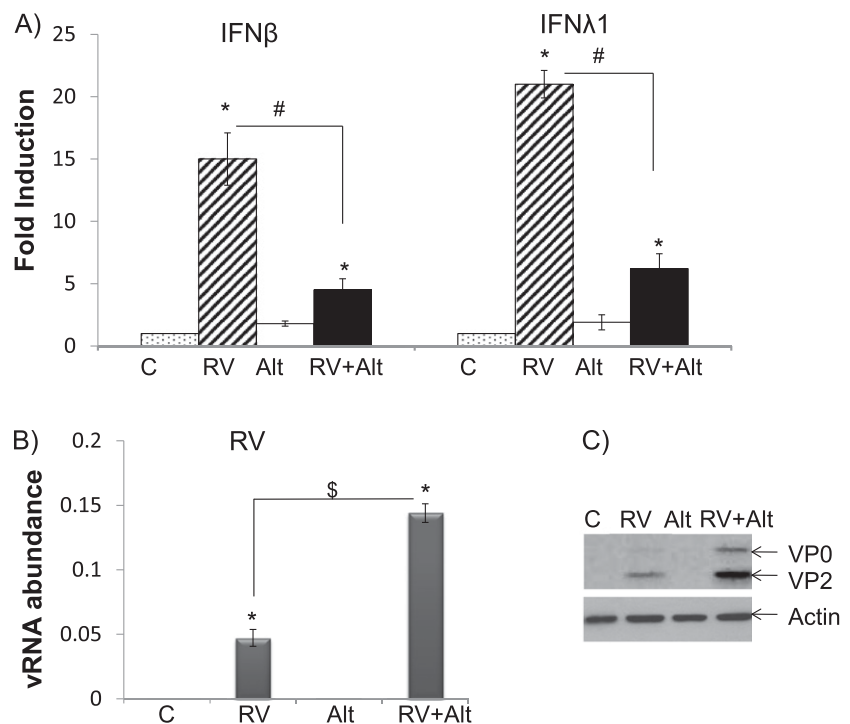 A)
IFNβ
IFNλ1
Fold Induction
25
20
15
10
5
0
*
#
*
*
#
*
C RV Alt RV+Alt
C RV Alt RV+Alt
B)
RV
vRNA abundance
0.2
0.15
0.1
0.05
0
*
$
*
C RV Alt RV+Alt
C)
C RV Alt RV+Alt
VP0
VP2
Actin